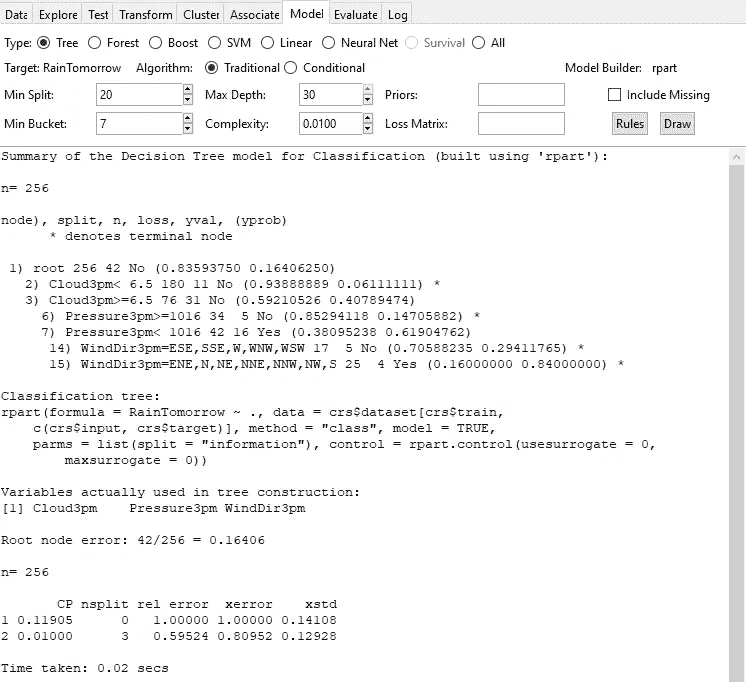 Data Explore Test Transform Cluster Associate Model Evaluate Log
Type: Tree Forest Boost SVM Linear Neural Net Survival All
Target: RainTomorrow Algorithm: Traditional Conditional Model Builder: rpart
Min Split: 20 Max Depth: 30 Priors: Include Missing
Min Bucket: 7 Complexity: 0.0100 Loss Matrix: Rules Draw
Summary of the Decision Tree model for Classification (built using 'rpart'):
n= 256
node), split, n, loss, yval, (yprob)
* denotes terminal node
1) root 256 42 No (0.83593750 0.16406250)
2) Cloud3pm< 6.5 180 11 No (0.93888889 0.06111111) *
3) Cloud3pm>=6.5 76 31 No (0.59210526 0.40789474)
6) Pressure3pm>=1016 34  5 No (0.85294118 0.14705882) *
7) Pressure3pm< 1016 42 16 Yes (0.38095238 0.61904762)
14) WindDir3pm=ESE,SSE,W,WNW,WSW 17  5 No (0.70588235 0.29411765) *
15) WindDir3pm=ENE,N,NE,NNE,NNW,NW,S 25  4 Yes (0.16000000 0.84000000) *
Classification tree:
rpart(formula = RainTomorrow ~ ., data = crs$dataset[crs$train,
c(crs$input, crs$target)], method = "class", model = TRUE,
parms = list(split = "information"), control = rpart.control(usesurrogate = 0,
maxsurrogate = 0))
Variables actually used in tree construction:
[1] Cloud3pm    Pressure3pm WindDir3pm
Root node error: 42/256 = 0.16406
n= 256
CP nsplit rel error  xerror    xstd
1 0.11905      0   1.00000 1.00000 0.14108
2 0.01000      3   0.59524 0.80952 0.12928
Time taken: 0.02 secs